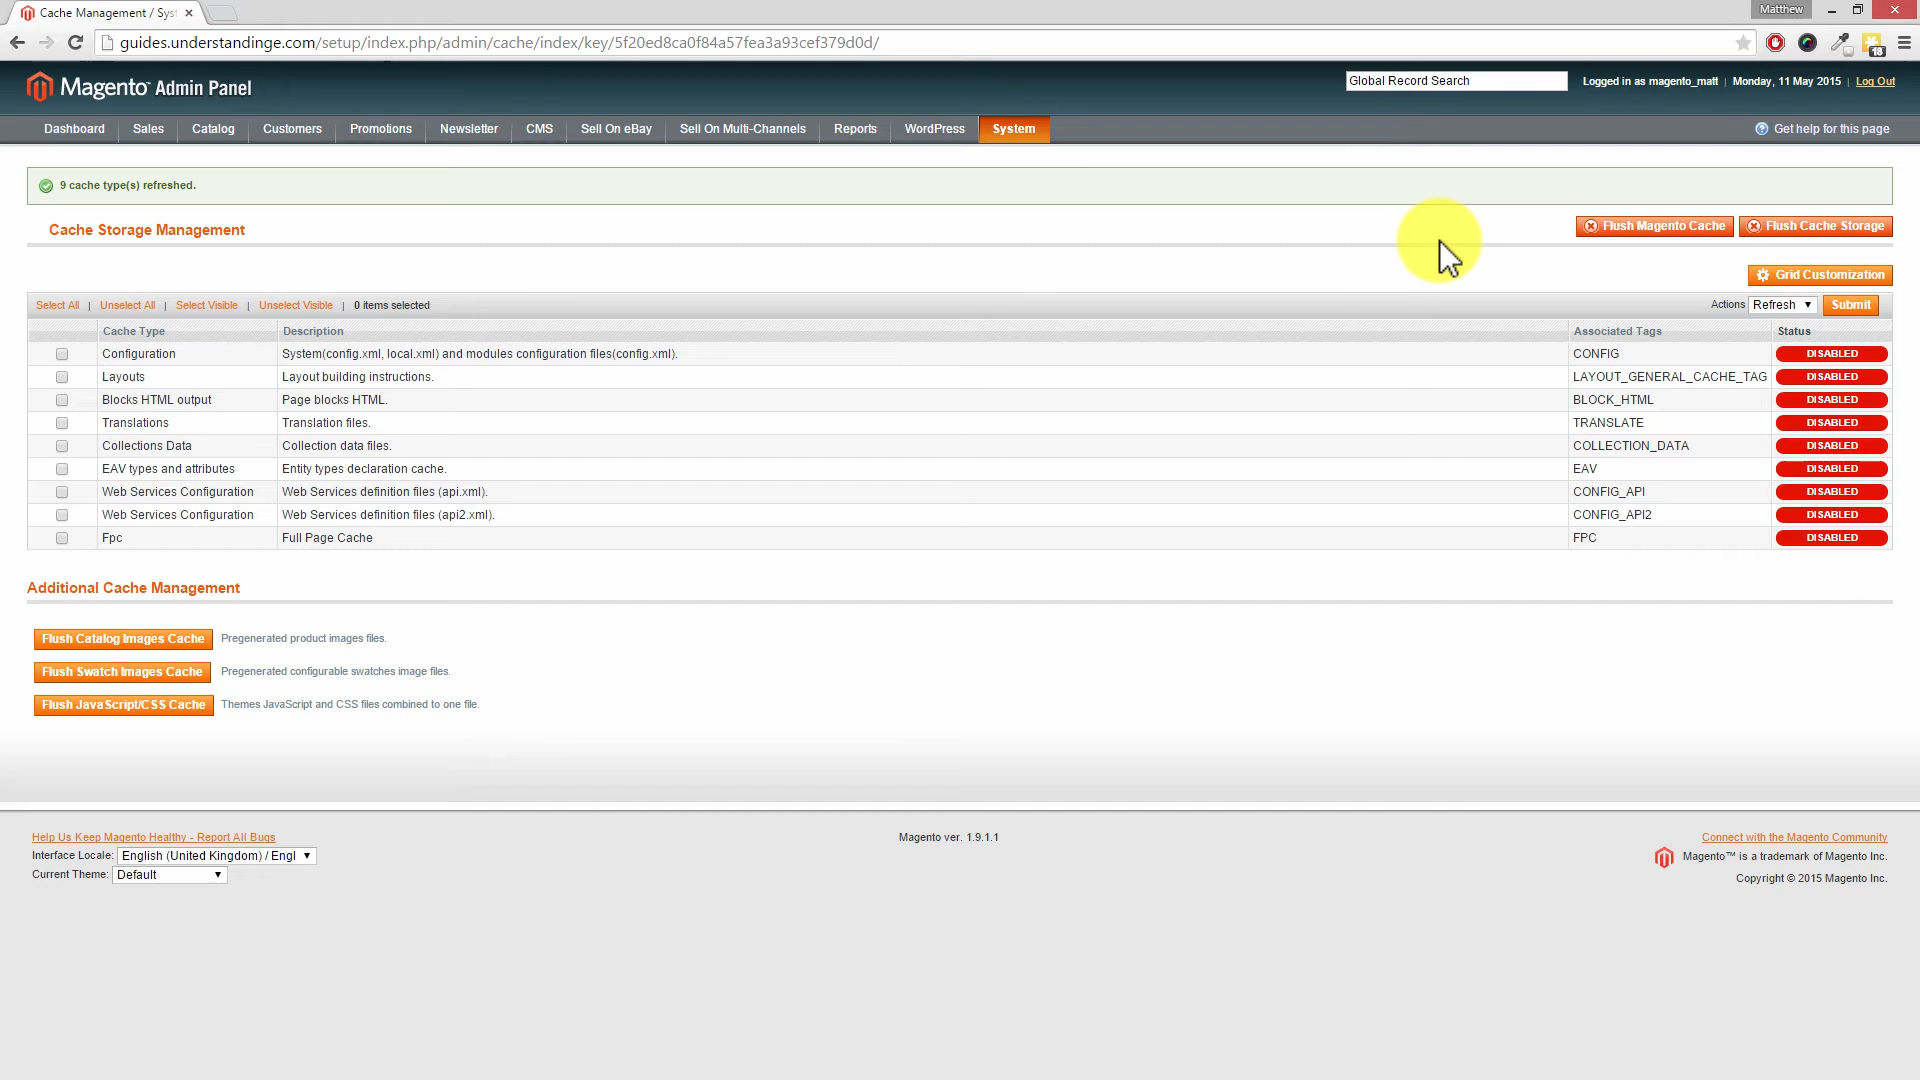 Cache Management / Sys
Matthew
guides.understandinge.com/setup/index.php/admin/cache/index/key/5f20ed8ca0f84a57fea3a93cef379d0d/
18
Magento™ Admin Panel
Global Record Search
Logged in as magento_matt | Monday, 11 May 2015 | Log Out
Dashboard Sales Catalog Customers Promotions Newsletter CMS Sell On eBay Sell On Multi-Channels Reports WordPress System
Get help for this page
9 cache type(s) refreshed.
Cache Storage Management
Flush Magento Cache Flush Cache Storage
Grid Customization
Select All | Unselect All | Select Visible | Unselect Visible | 0 items selected
Actions Refresh Submit
Cache Type Description Associated Tags Status
Configuration System(config.xml, local.xml) and modules configuration files(config.xml). CONFIG DISABLED
Layouts Layout building instructions. LAYOUT_GENERAL_CACHE_TAG DISABLED
Blocks HTML output Page blocks HTML. BLOCK_HTML DISABLED
Translations Translation files. TRANSLATE DISABLED
Collections Data Collection data files. COLLECTION_DATA DISABLED
EAV types and attributes Entity types declaration cache. EAV DISABLED
Web Services Configuration Web Services definition files (api.xml). CONFIG_API DISABLED
Web Services Configuration Web Services definition files (api2.xml). CONFIG_API2 DISABLED
Fpc Full Page Cache FPC DISABLED
Additional Cache Management
Flush Catalog Images Cache Pregenerated product images files.
Flush Swatch Images Cache Pregenerated configurable swatches image files.
Flush JavaScript/CSS Cache Themes JavaScript and CSS files combined to one file.
Help Us Keep Magento Healthy - Report All Bugs
Magento ver. 1.9.1.1
Connect with the Magento Community
Interface Locale: English (United Kingdom) / Engl
Magento™ is a trademark of Magento Inc.
Current Theme: Default
Copyright © 2015 Magento Inc.